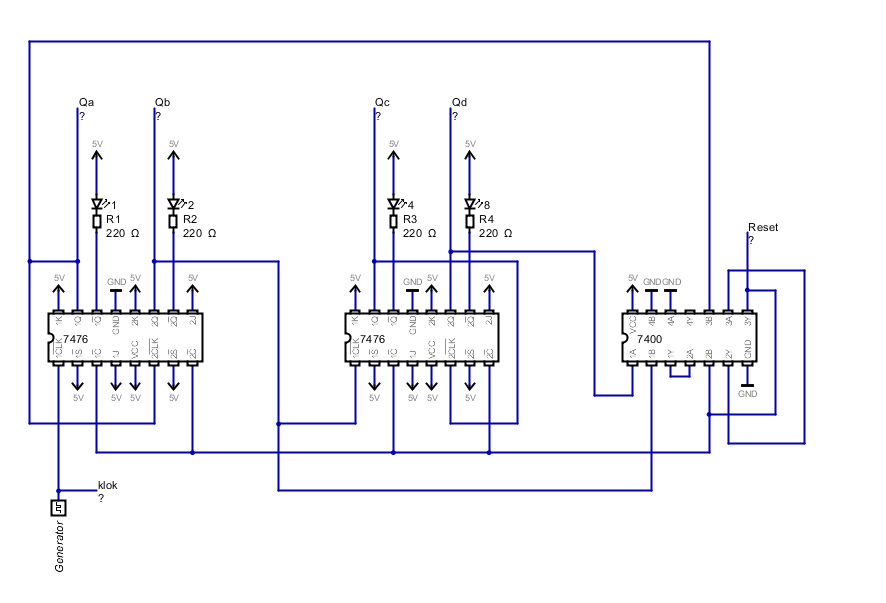 Qa
?
Qb
?
Qc
?
Qd
?
5V
5V
5V
5V
1
R1
220 Ω
2
R2
220 Ω
4
R3
220 Ω
8
R4
220 Ω
Reset
?
5V
GND
5V
5V
5V
GND
5V
5V
5V
GND
GND
1K
1Q
1Q
GND
2K
2Q
2Q
2J
7476
1CLK
1S
1C
1J
VCC
2CLK
2S
2C
1K
1Q
1Q
GND
2K
2Q
2Q
2J
7476
1CLK
1S
1C
1J
VCC
2CLK
2S
2C
VCC
4B
4A
4Y
3B
3A
3Y
7400
1A
1B
1Y
2A
2B
2Y
GND
5V
5V
5V
5V
5V
5V
5V
5V
GND
klok
?
Generator